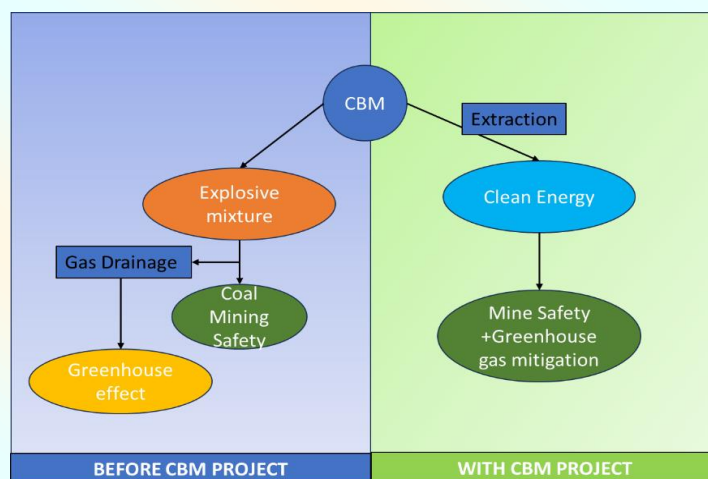 CBM
Extraction
Explosive
mixture
Clean Energy
Gas Drainage
Coal
Mining
Safety
Mine Safety
+Greenhouse
gas mitigation
Greenhouse
effect
BEFORE CBM PROJECT
WITH CBM PROJECT